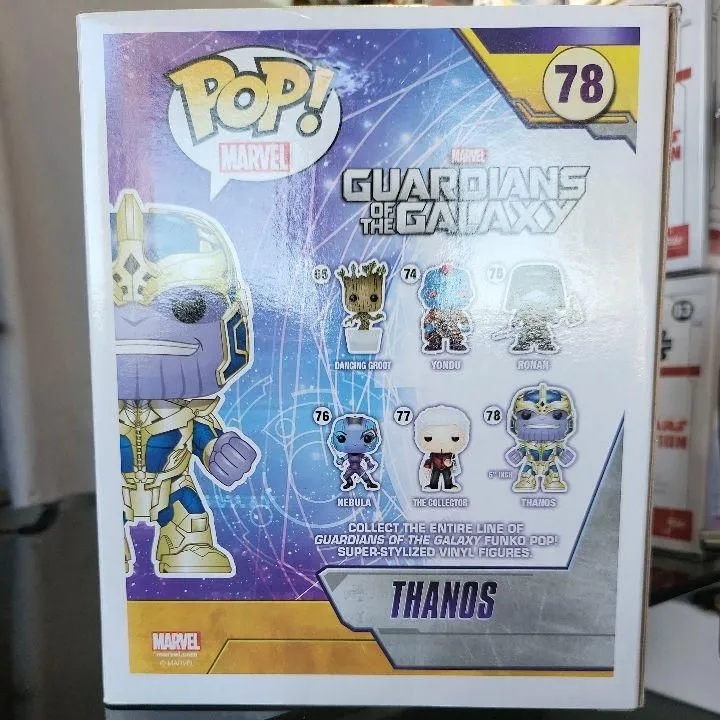 POP!
MARVEL
78
MARVEL
GUARDIANS
OF THE GALAXY
65
DANCING GROOT
74
YONDU
75
RONAN
76
NEBULA
77
THE COLLECTOR
78
6" INCH
THANOS
COLLECT THE ENTIRE LINE OF
GUARDIANS OF THE GALAXY FUNKO POP!
SUPER-STYLIZED VINYL FIGURES.
THANOS
MARVEL
marvel.com
© MARVEL